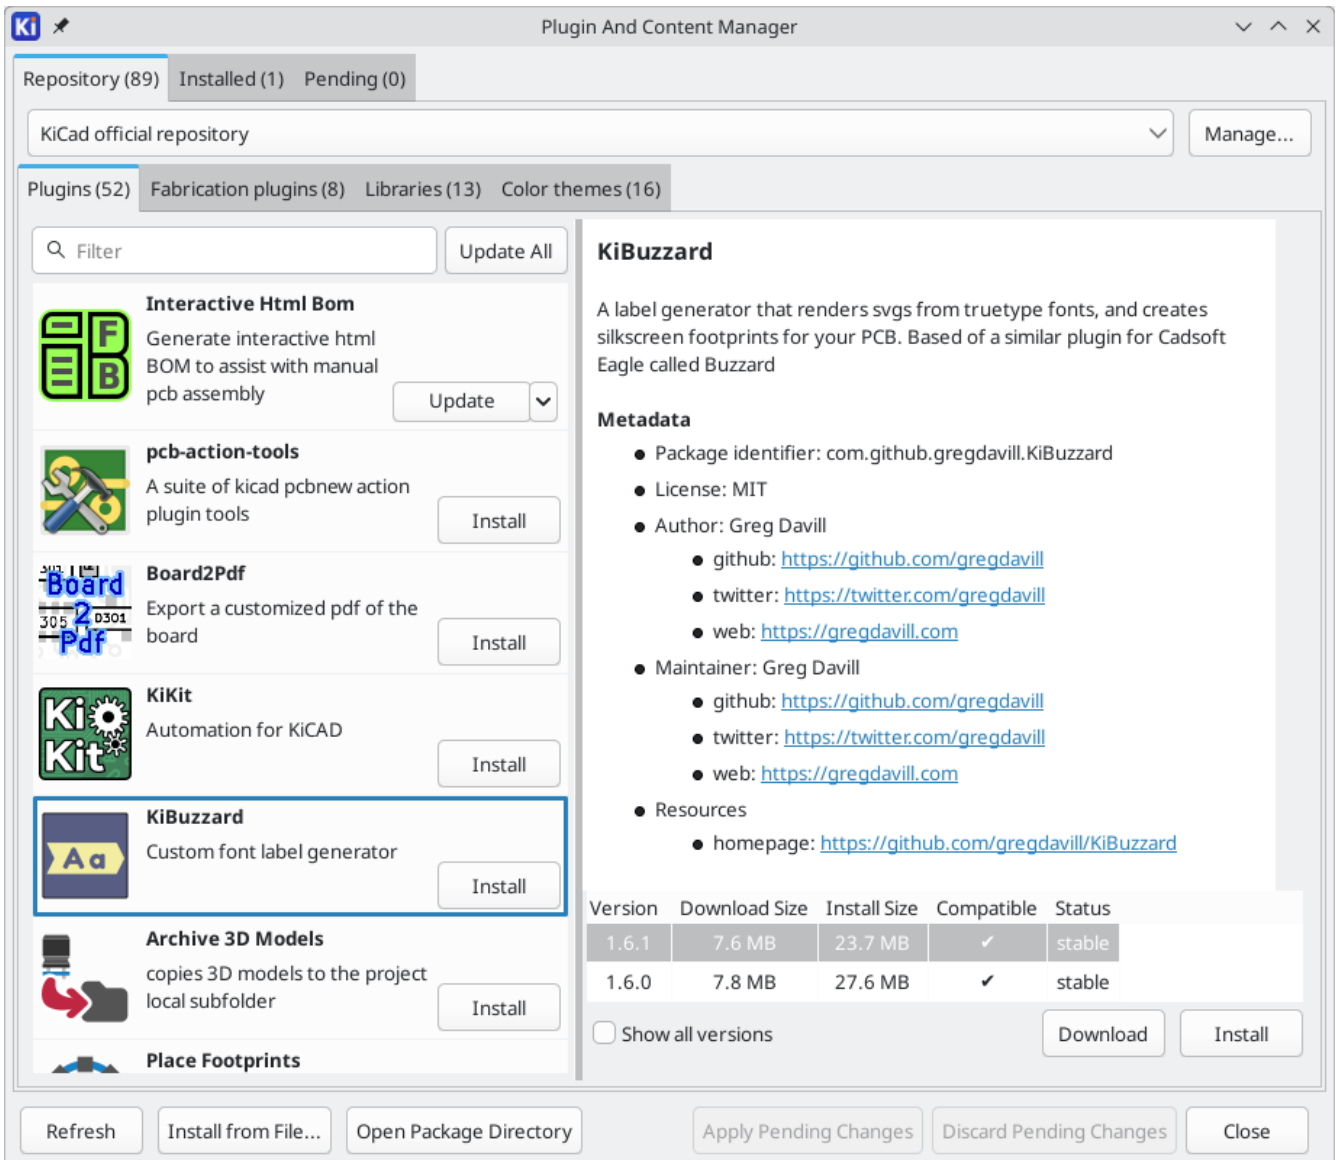 Ki
Plugin And Content Manager
Repository (89) Installed (1) Pending (0)
KiCad official repository
Manage...
Plugins (52) Fabrication plugins (8) Libraries (13) Color themes (16)
Filter
Update All
F
B
Interactive Html Bom
Generate interactive html
BOM to assist with manual
pcb assembly
Update
pcb-action-tools
A suite of kicad pcbnew action
plugin tools
Install
Board
2
Pdf
305
D301
Board2Pdf
Export a customized pdf of the
board
Install
Ki
Kit
KiKit
Automation for KiCAD
Install
Aa
KiBuzzard
Custom font label generator
Install
Archive 3D Models
copies 3D models to the project
local subfolder
Install
Place Footprints
KiBuzzard
A label generator that renders svgs from truetype fonts, and creates
silkscreen footprints for your PCB. Based of a similar plugin for Cadsoft
Eagle called Buzzard
Metadata
● Package identifier: com.github.gregdavill.KiBuzzard
● License: MIT
● Author: Greg Davill
● github: https://github.com/gregdavill
● twitter: https://twitter.com/gregdavill
● web: https://gregdavill.com
● Maintainer: Greg Davill
● github: https://github.com/gregdavill
● twitter: https://twitter.com/gregdavill
● web: https://gregdavill.com
● Resources
● homepage: https://github.com/gregdavill/KiBuzzard
Version Download Size Install Size Compatible Status
1.6.1 7.6 MB 23.7 MB ✔ stable
1.6.0 7.8 MB 27.6 MB ✔ stable
Show all versions
Download
Install
Refresh
Install from File...
Open Package Directory
Apply Pending Changes
Discard Pending Changes
Close